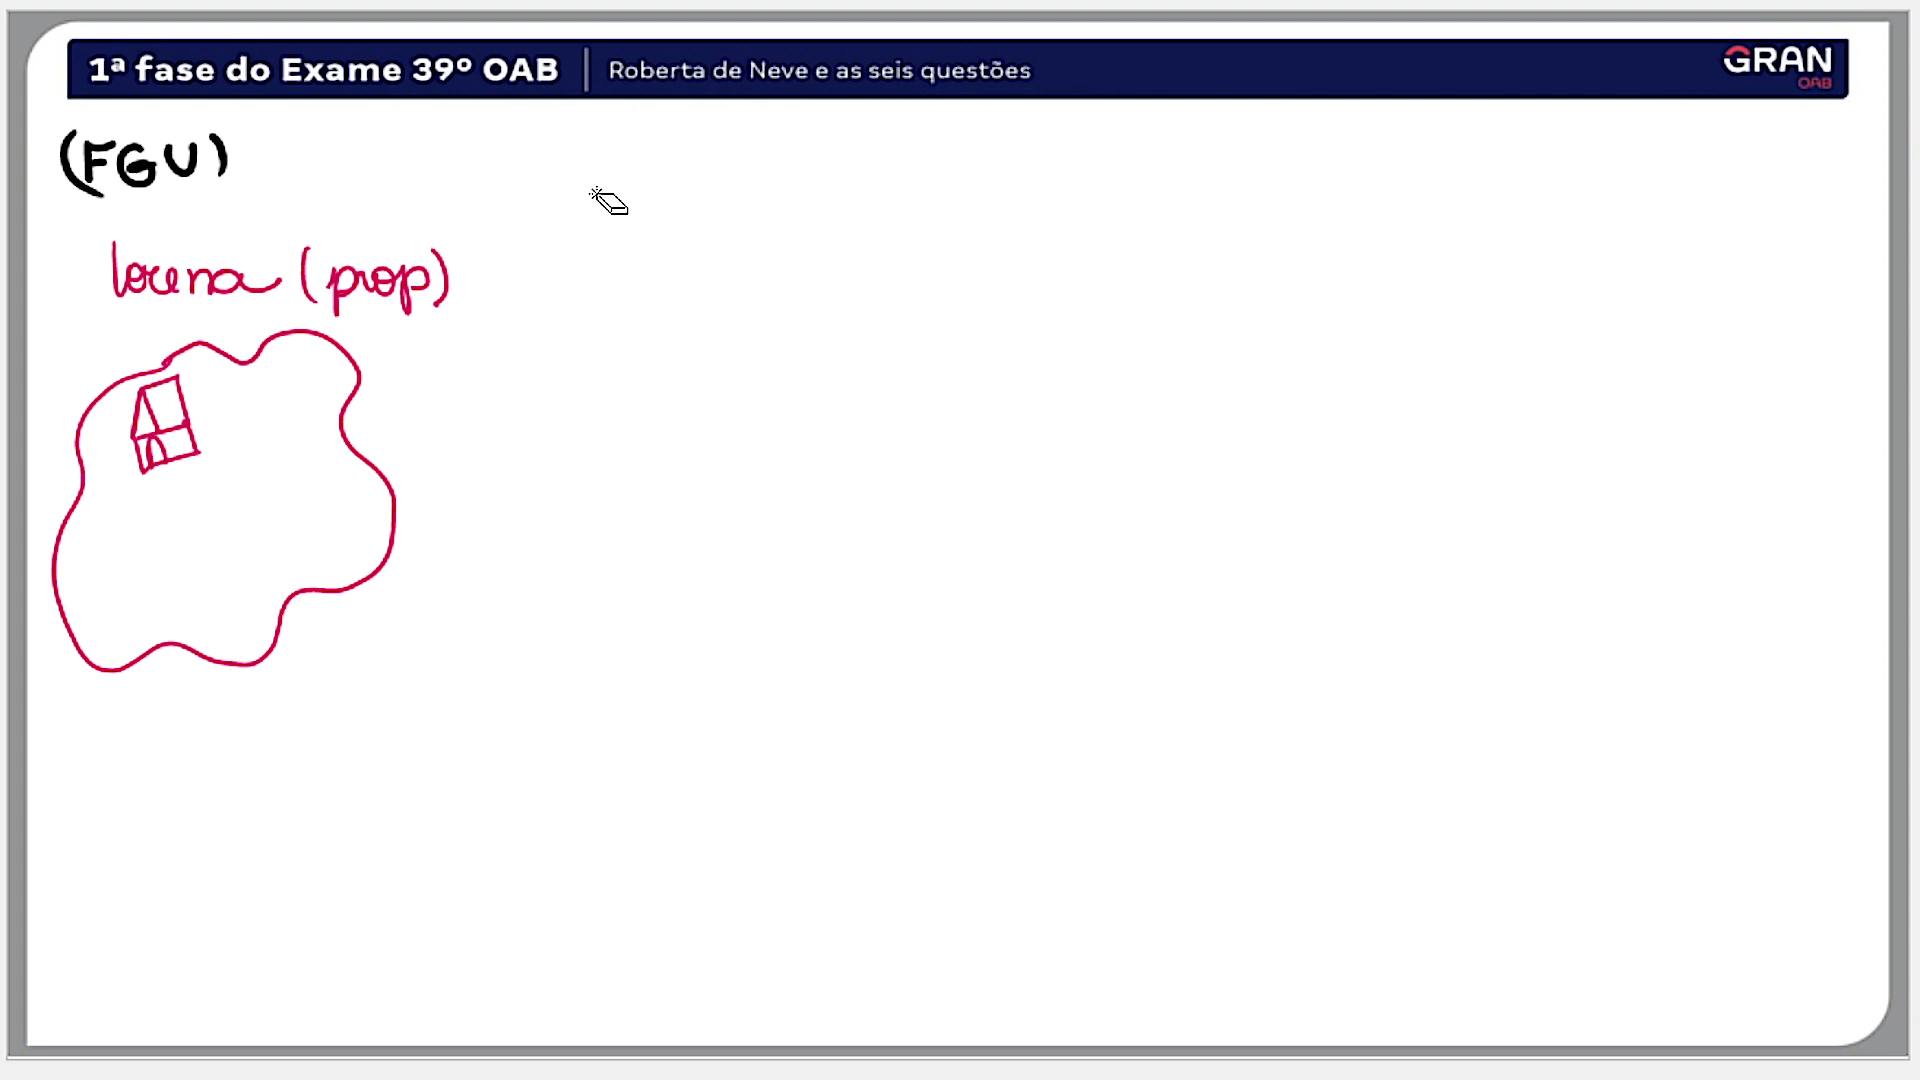 1ª fase do Exame 39º OAB
Roberta de Neve e as seis questões
GRAN
OAB
(FGV)
Lorena (prop)